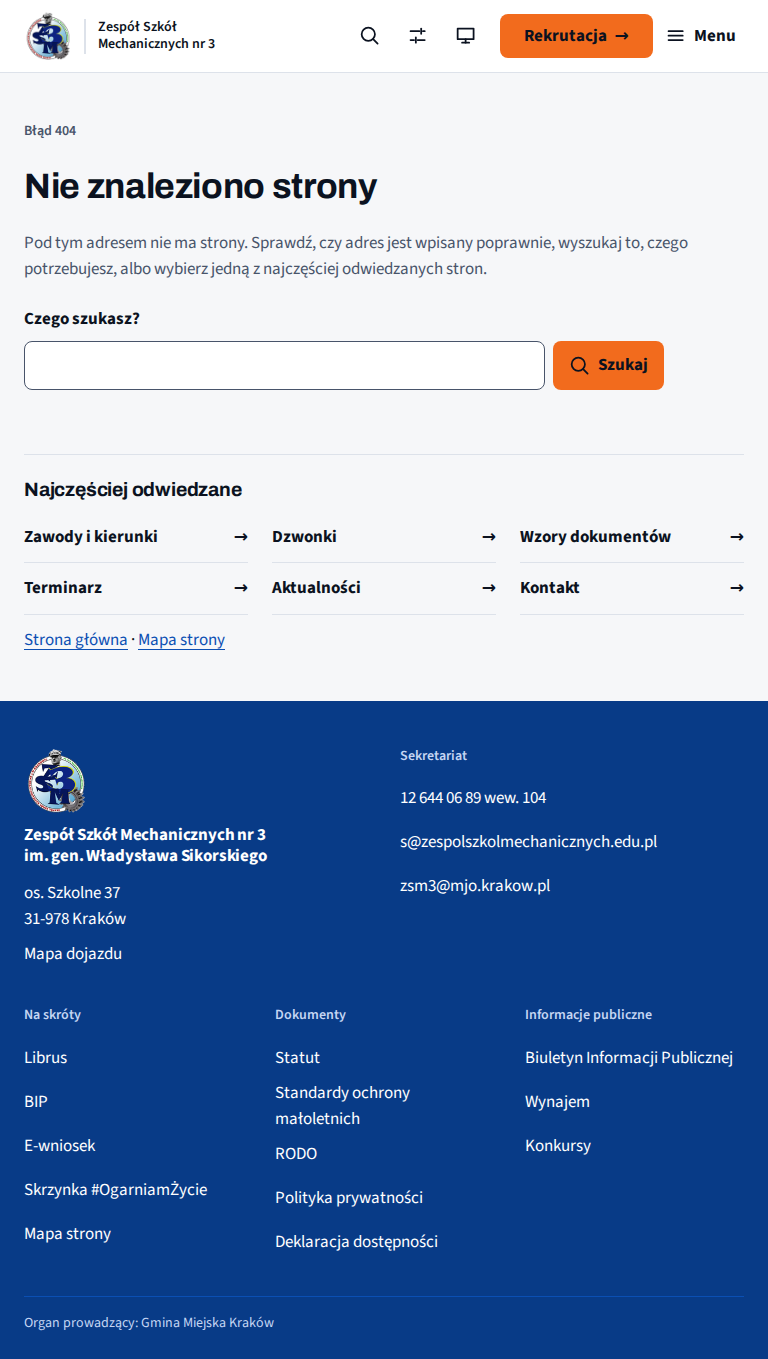 Zespół Szkół
Mechanicznych nr 3
Rekrutacja →
Menu
Błąd 404
Nie znaleziono strony
Pod tym adresem nie ma strony. Sprawdź, czy adres jest wpisany poprawnie, wyszukaj to, czego
potrzebujesz, albo wybierz jedną z najczęściej odwiedzanych stron.
Czego szukasz?
Szukaj
Najczęściej odwiedzane
Zawody i kierunki →
Dzwonki →
Wzory dokumentów →
Terminarz →
Aktualności →
Kontakt →
Strona główna · Mapa strony
Zespół Szkół Mechanicznych nr 3
im. gen. Władysława Sikorskiego
os. Szkolne 37
31-978 Kraków
Mapa dojazdu
Sekretariat
12 644 06 89 wew. 104
s@zespolszkolmechanicznych.edu.pl
zsm3@mjo.krakow.pl
Na skróty
Librus
BIP
E-wniosek
Skrzynka #OgarniamŻycie
Mapa strony
Dokumenty
Statut
Standardy ochrony
małoletnich
RODO
Polityka prywatności
Deklaracja dostępności
Informacje publiczne
Biuletyn Informacji Publicznej
Wynajem
Konkursy
Organ prowadzący: Gmina Miejska Kraków